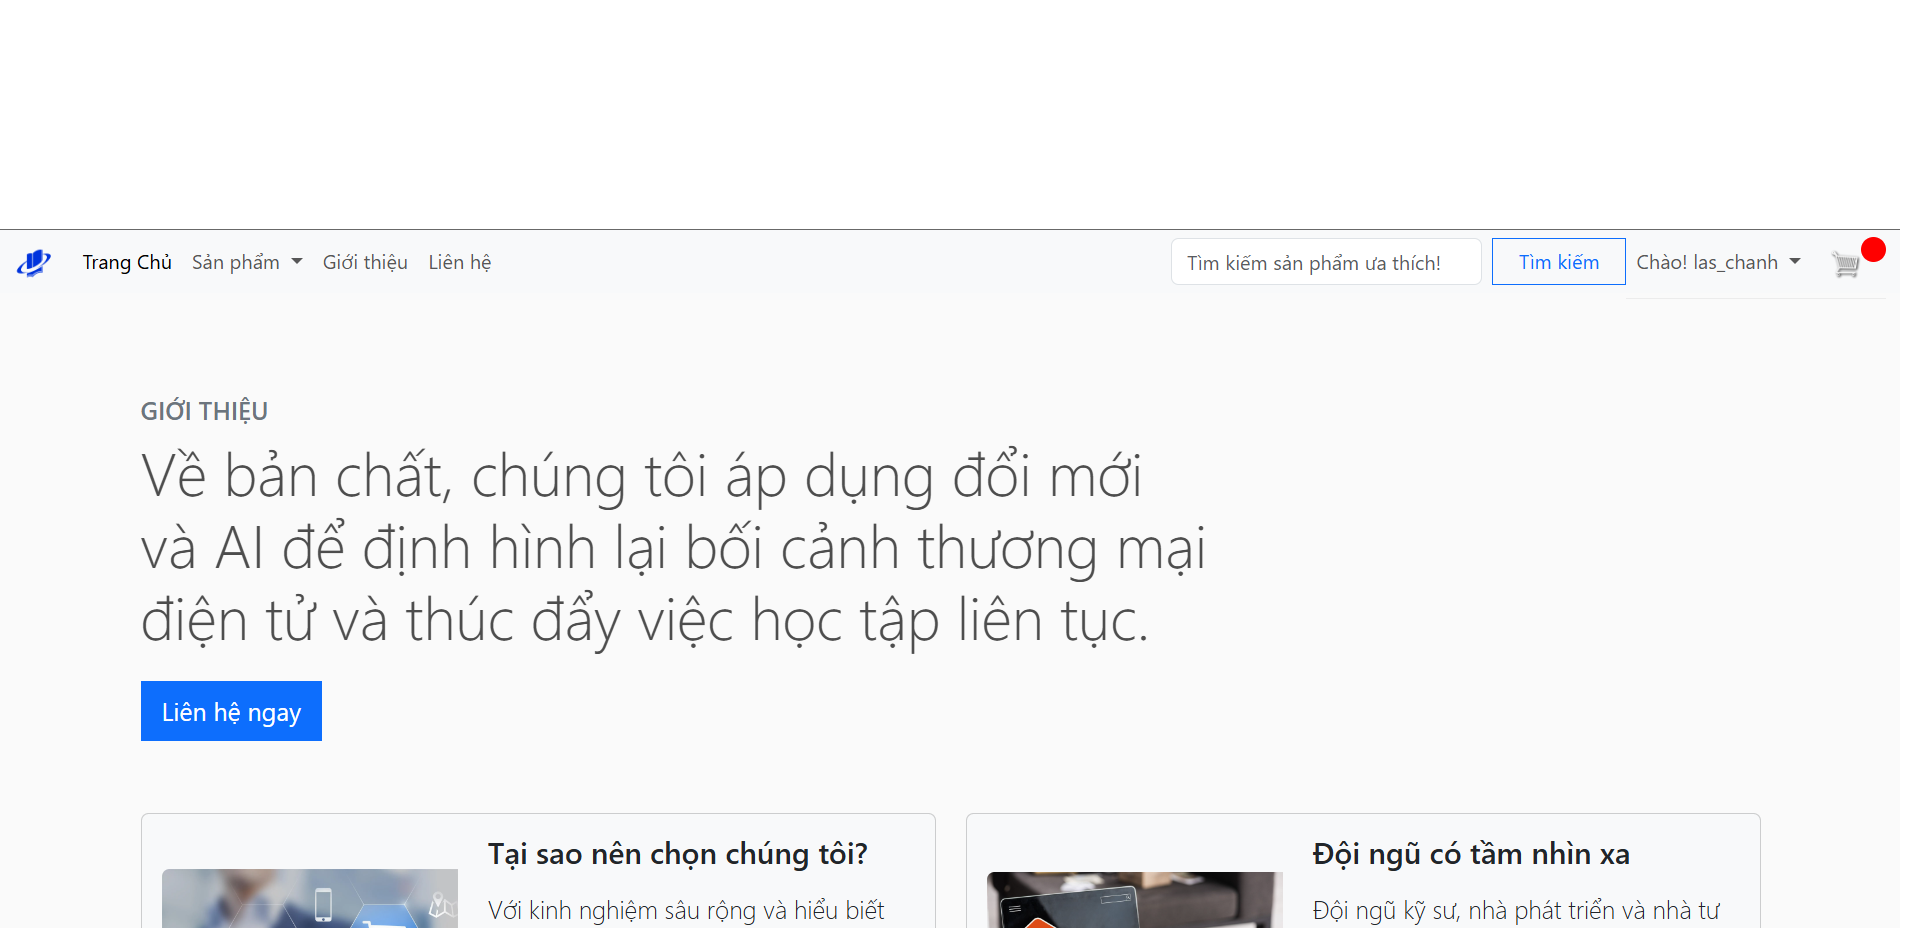 Trang Chủ Sản phẩm Giới thiệu Liên hệ Tìm kiếm sản phẩm ưa thích! Tìm kiếm Chào! las_chanh
GIỚI THIỆU
Về bản chất, chúng tôi áp dụng đổi mới
và AI để định hình lại bối cảnh thương mại
điện tử và thúc đẩy việc học tập liên tục.
Liên hệ ngay
Tại sao nên chọn chúng tôi?
Với kinh nghiệm sâu rộng và hiểu biết
Đội ngũ có tầm nhìn xa
Đội ngũ kỹ sư, nhà phát triển và nhà tư